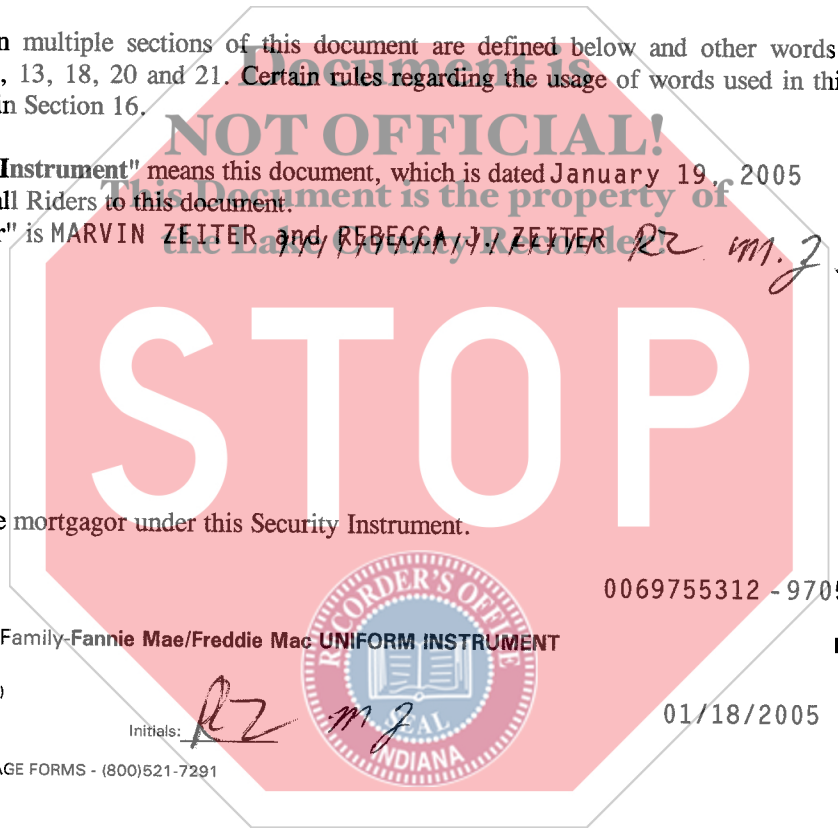 n multiple sections of this document are defined below and other words
, 13, 18, 20 and 21. Certain rules regarding the usage of words used in thi
in Section 16.
Document is
NOT OFFICIAL!
This Document is the property of
the Lake County Recorder!
Instrument" means this document, which is dated January 19, 2005
all Riders to this document.
r" is MARVIN ZEITER and REBECCA J. ZEITER RZ m.z
STOP
e mortgagor under this Security Instrument.
0069755312 - 9705
Family-Fannie Mae/Freddie Mac UNIFORM INSTRUMENT
)
Initials: RZ m z
01/18/2005
AGE FORMS - (800)521-7291
RECORDER'S OFFICE
SEAL
INDIANA